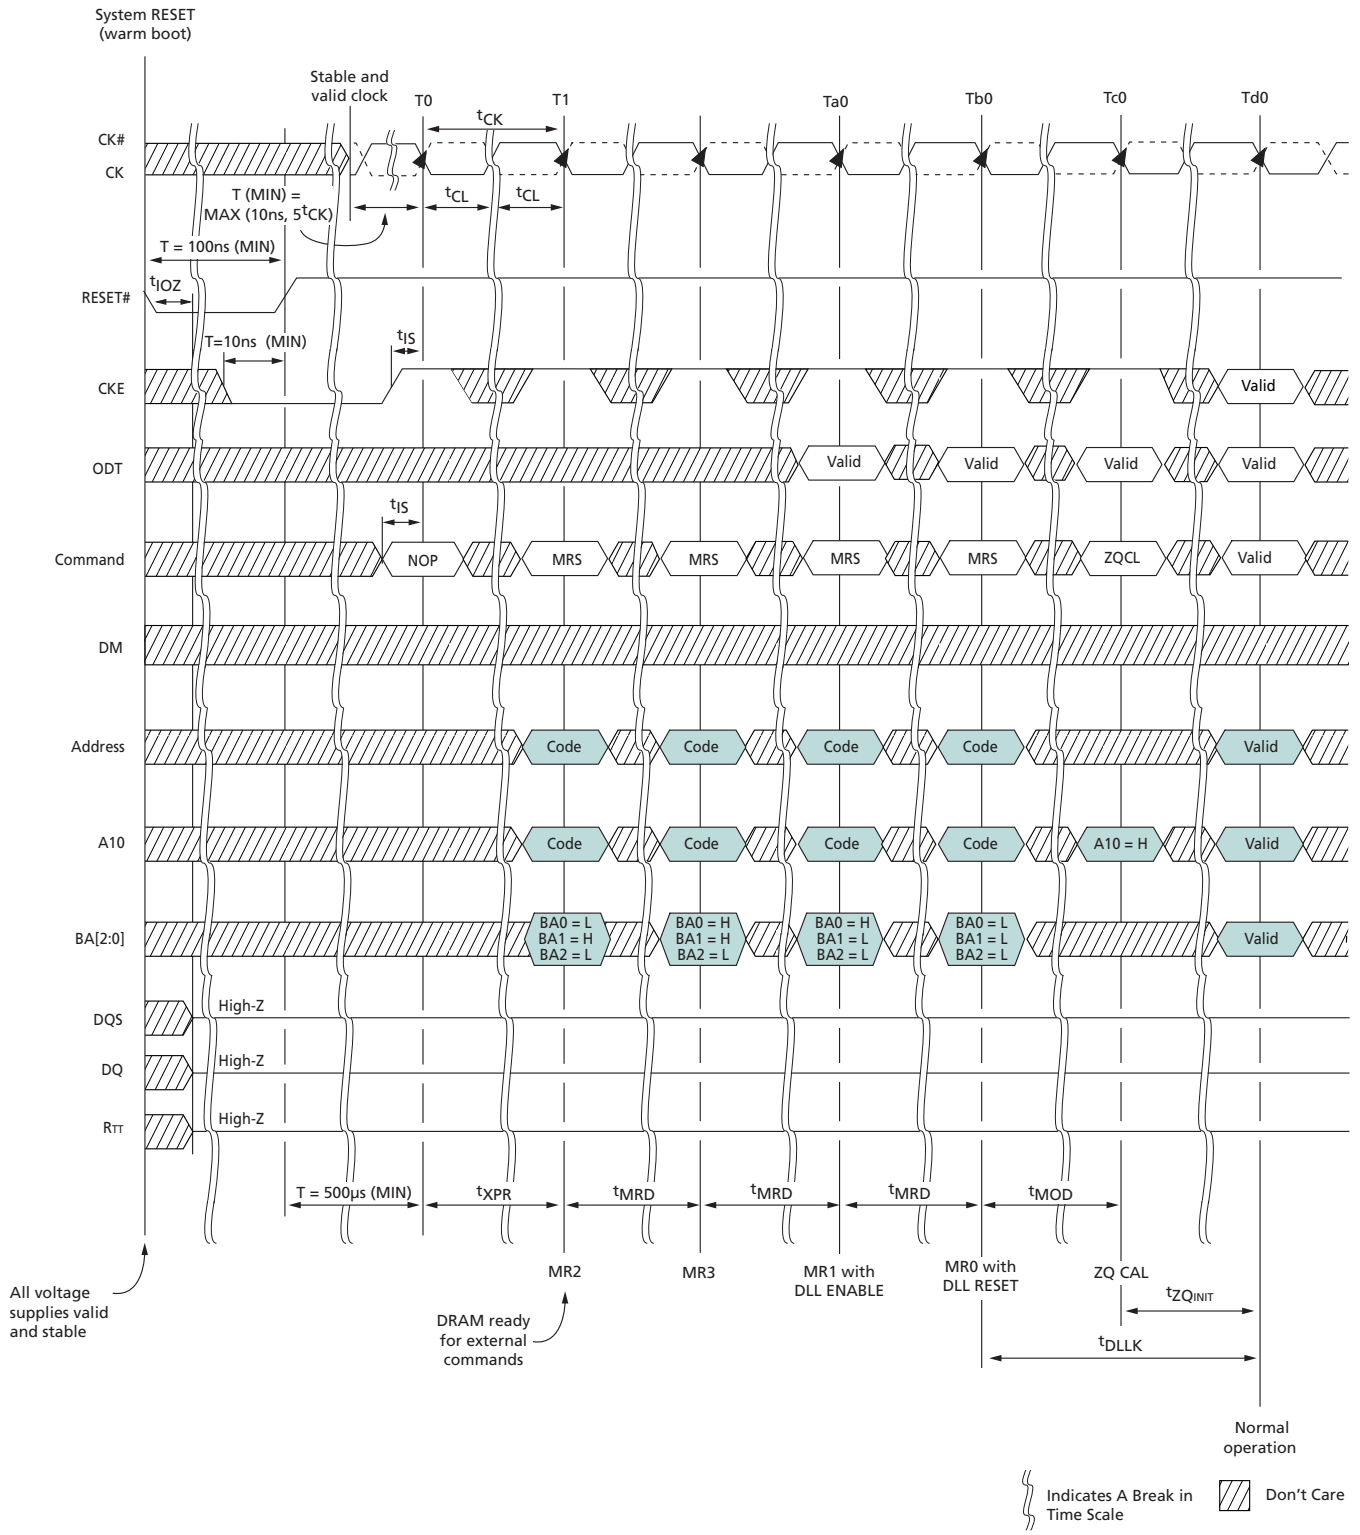 System RESET
(warm boot)
Stable and
valid clock
T0
T1
Ta0
Tb0
Tc0
Td0
tCK
CK#
CK
T (MIN) =
MAX (10ns, 5tCK)
tCL
tCL
T = 100ns (MIN)
tIOZ
RESET#
T=10ns (MIN)
tIS
CKE
Valid
ODT
Valid
Valid
Valid
Valid
tIS
Command
NOP
MRS
MRS
MRS
MRS
ZQCL
Valid
DM
Address
Code
Code
Code
Code
Valid
A10
Code
Code
Code
Code
A10 = H
Valid
BA[2:0]
BA0 = L
BA1 = H
BA2 = L
BA0 = H
BA1 = H
BA2 = L
BA0 = H
BA1 = L
BA2 = L
BA0 = L
BA1 = L
BA2 = L
Valid
DQS
High-Z
DQ
High-Z
RTT
High-Z
T = 500µs (MIN)
tXPR
tMRD
tMRD
tMRD
tMOD
All voltage
supplies valid
and stable
MR2
MR3
MR1 with
DLL ENABLE
MR0 with
DLL RESET
ZQ CAL
tZQINIT
DRAM ready
for external
commands
tDLLK
Normal
operation
Indicates A Break in
Time Scale
Don't Care